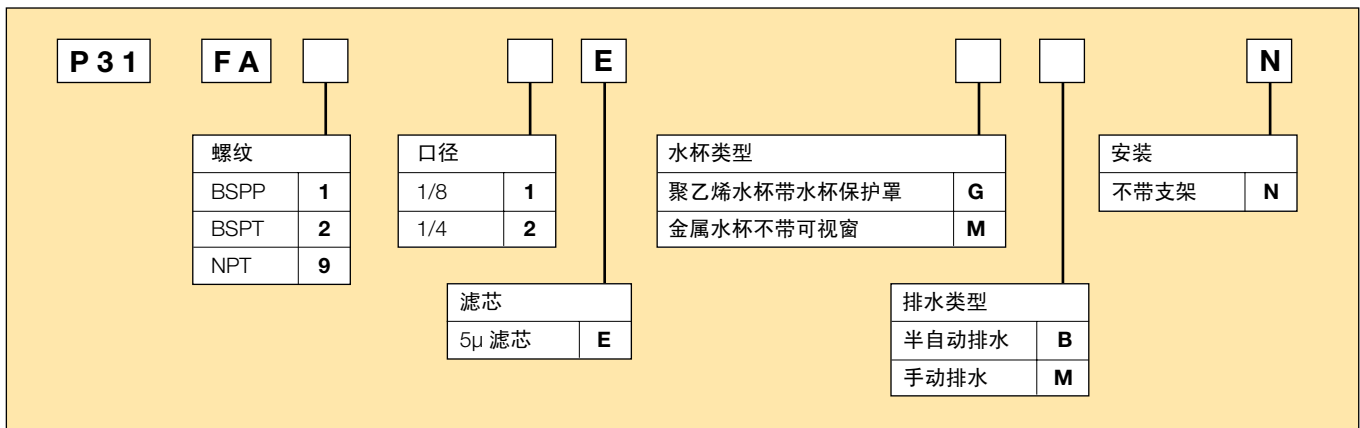 P31 FA E N
螺纹
BSPP 1
BSPT 2
NPT 9
口径
1/8 1
1/4 2
水杯类型
聚乙烯水杯带水杯保护罩 G
金属水杯不带可视窗 M
安装
不带支架 N
滤芯
5µ 滤芯 E
排水类型
半自动排水 B
手动排水 M